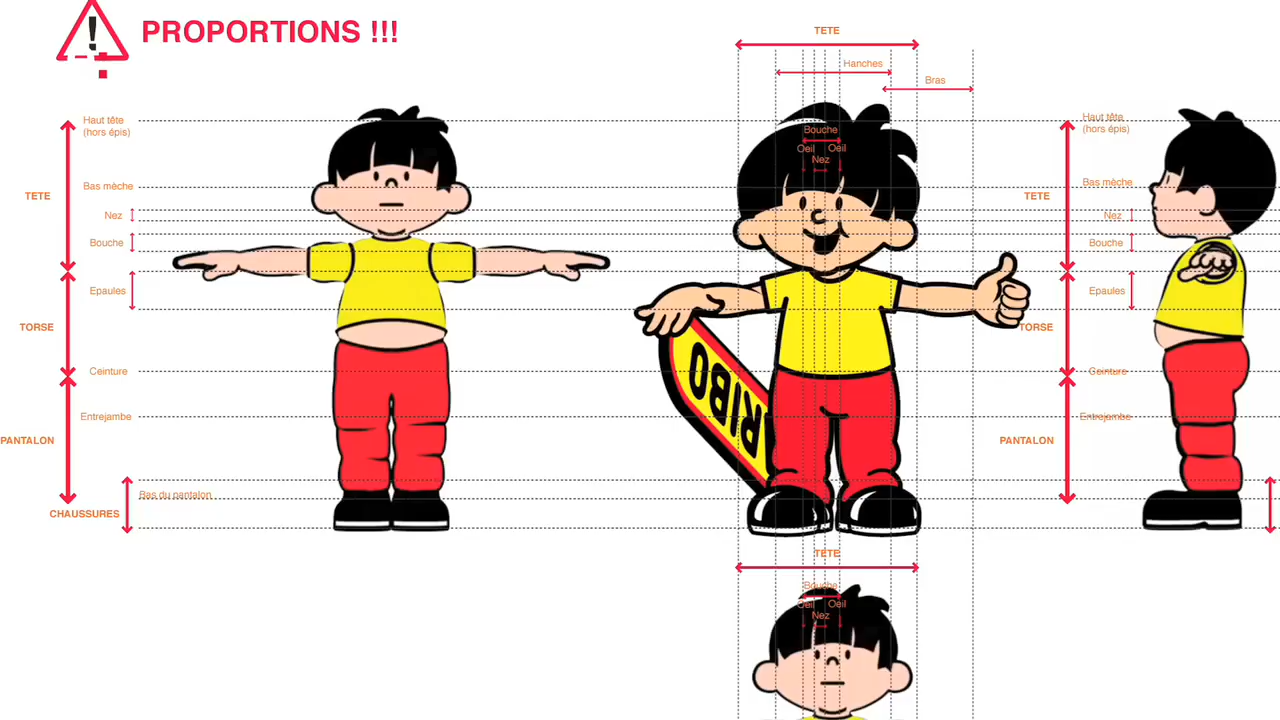 PROPORTIONS !!!
TETE
Hanches
Bras
Haut tête
(hors épis)
Bas mèche
TETE
Nez
Bouche
Epaules
TORSE
Ceinture
Entrejambe
PANTALON
Bas du pantalon
CHAUSSURES
Bouche
Oeil
Oeil
Nez
RIBO
RI
Haut tête
(hors épis)
Bas mèche
TETE
Nez
Bouche
Epaules
TORSE
Ceinture
Entrejambe
PANTALON
TETE
Bouche
Oeil
Oeil
Nez